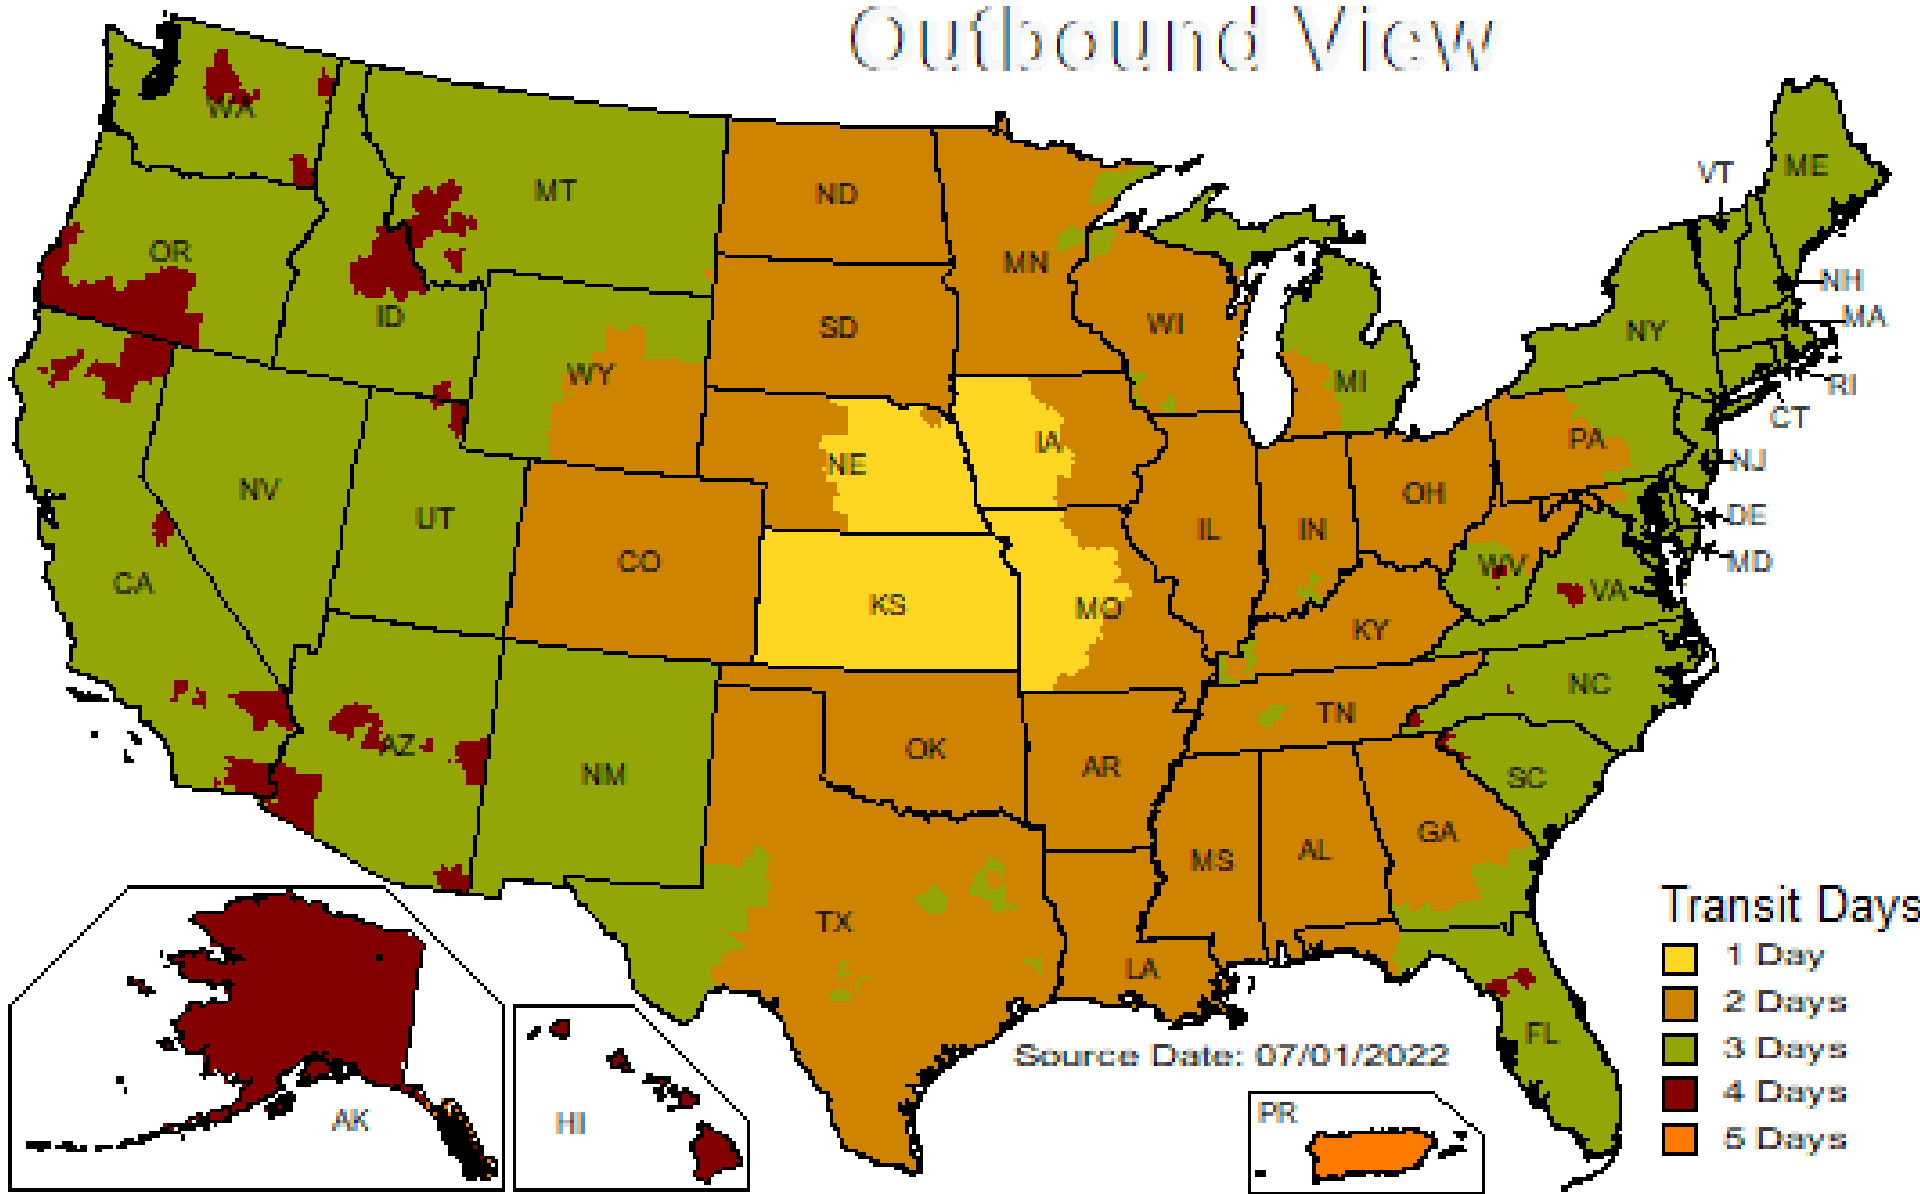 Outbound View
WA
MT
ND
MN
OR
ID
SD
WI
MI
VT
ME
NH
MA
NY
RI
CT
WY
NE
IA
PA
NJ
DE
MD
NV
UT
CO
KS
MO
IL
IN
OH
WV
VA
CA
KY
NC
TN
AZ
NM
OK
AR
SC
TX
LA
MS
AL
GA
FL
AK
HI
PR
Source Date: 07/01/2022
Transit Days
1 Day
2 Days
3 Days
4 Days
5 Days